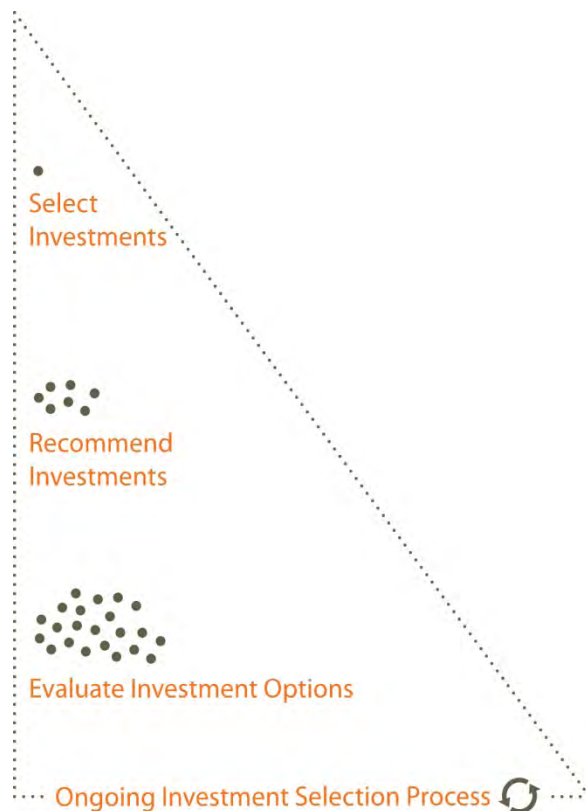 Select
Investments
Recommend
Investments
Evaluate Investment Options
Ongoing Investment Selection Process